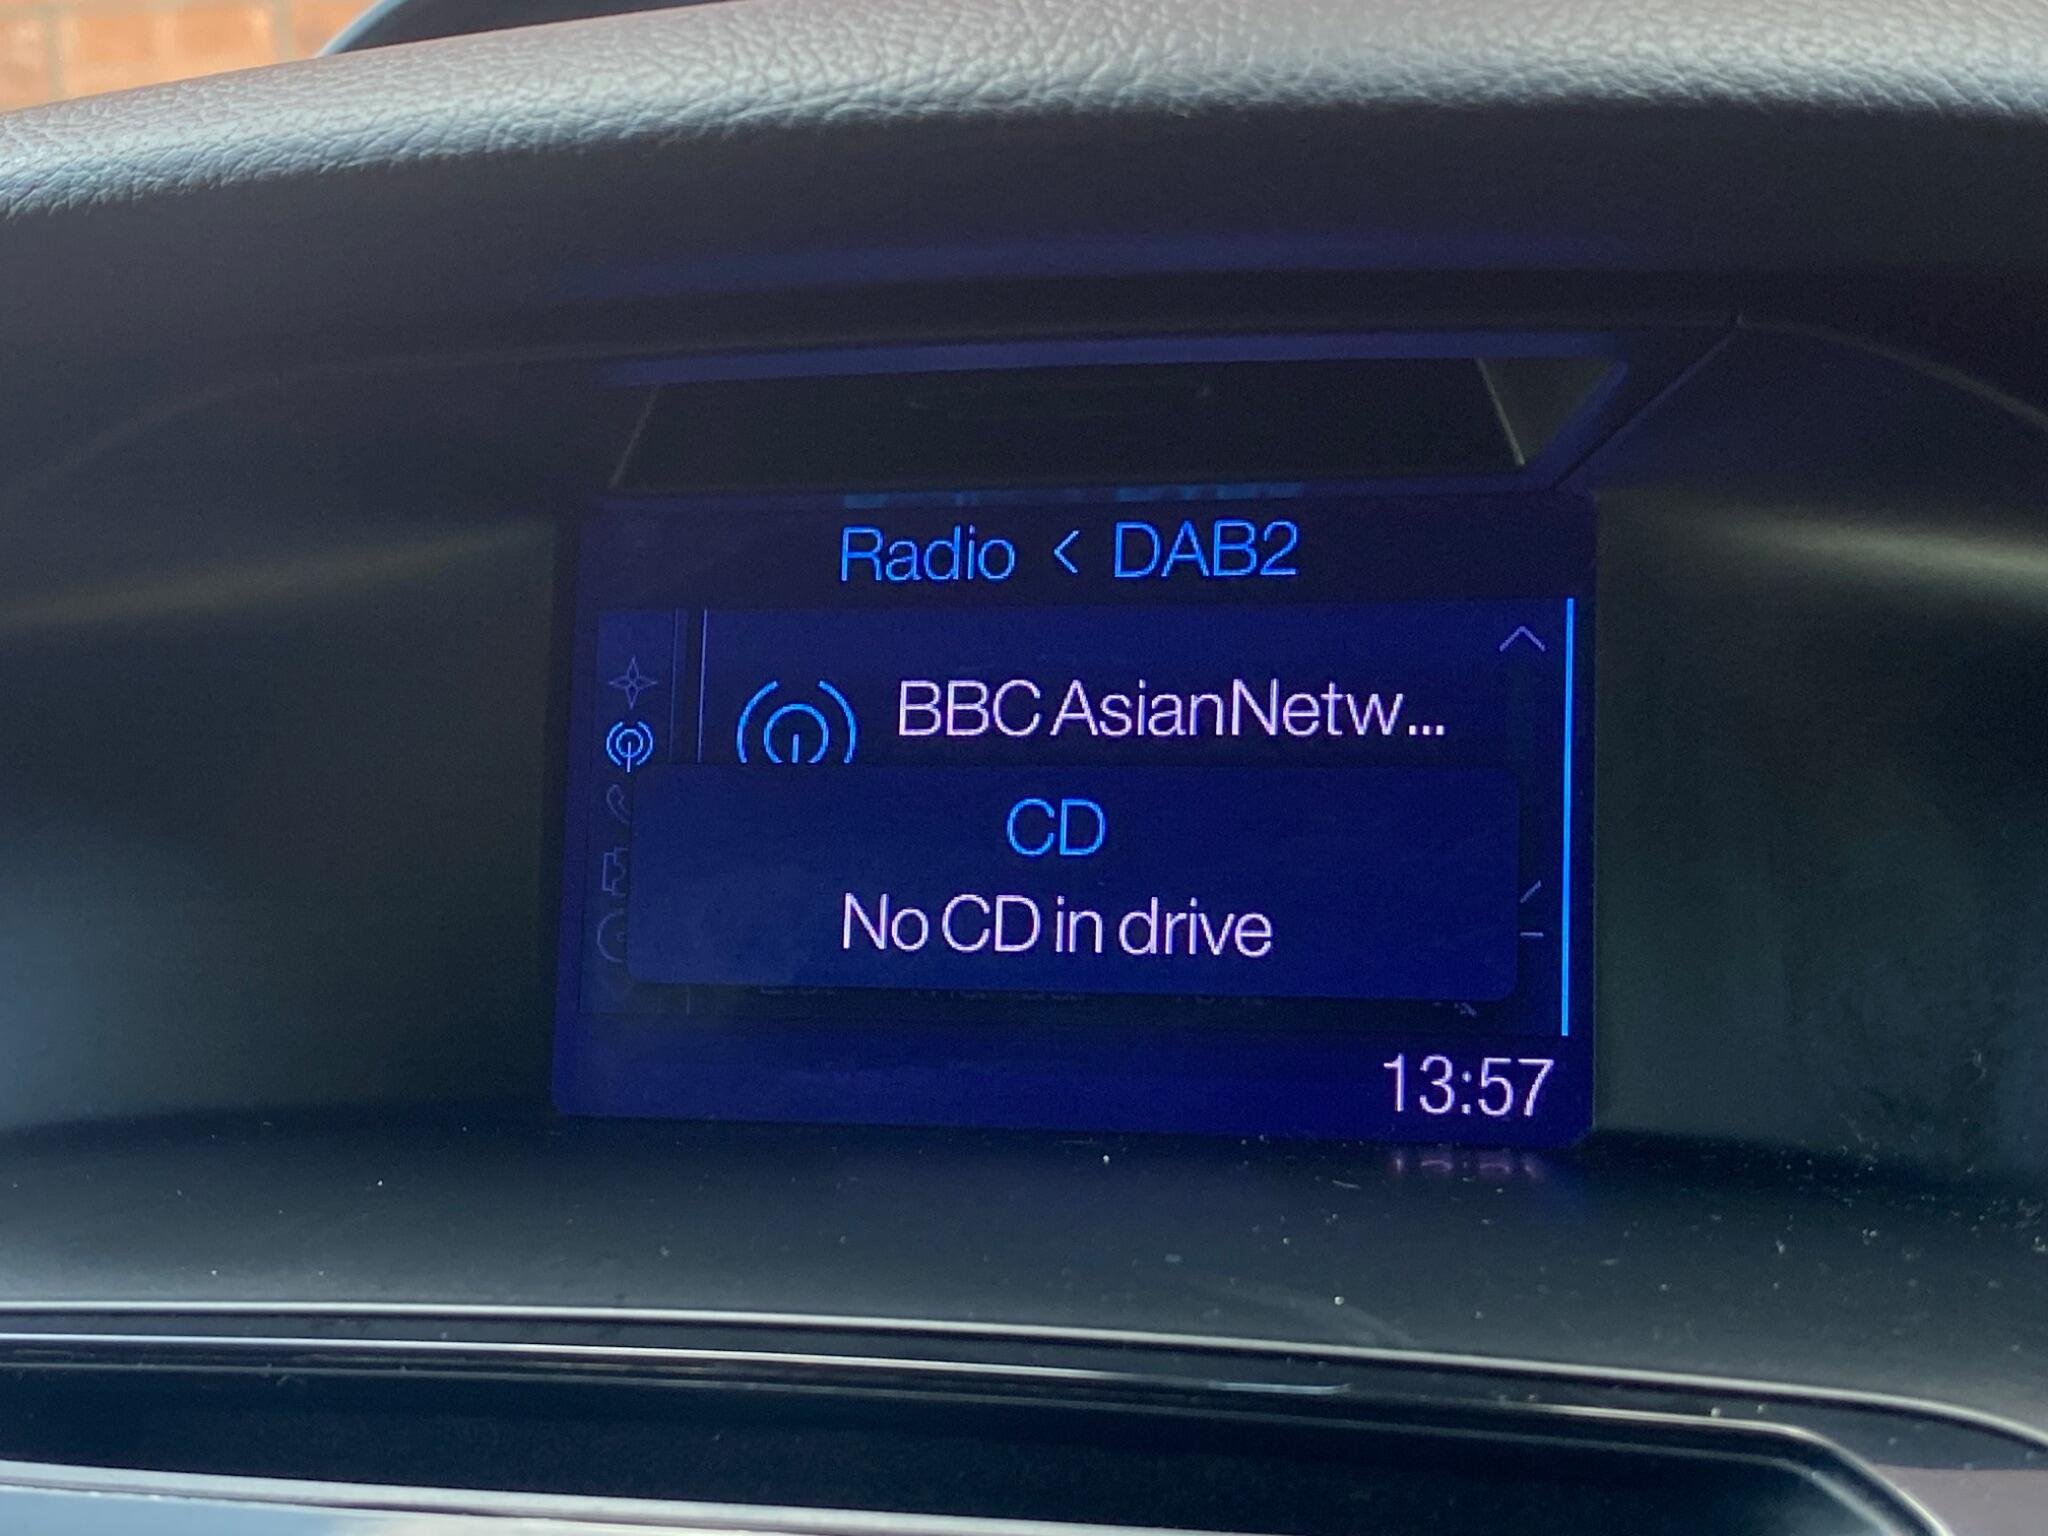 Radio < DAB2
BBC AsianNetw...
CD
No CD in drive
13:57